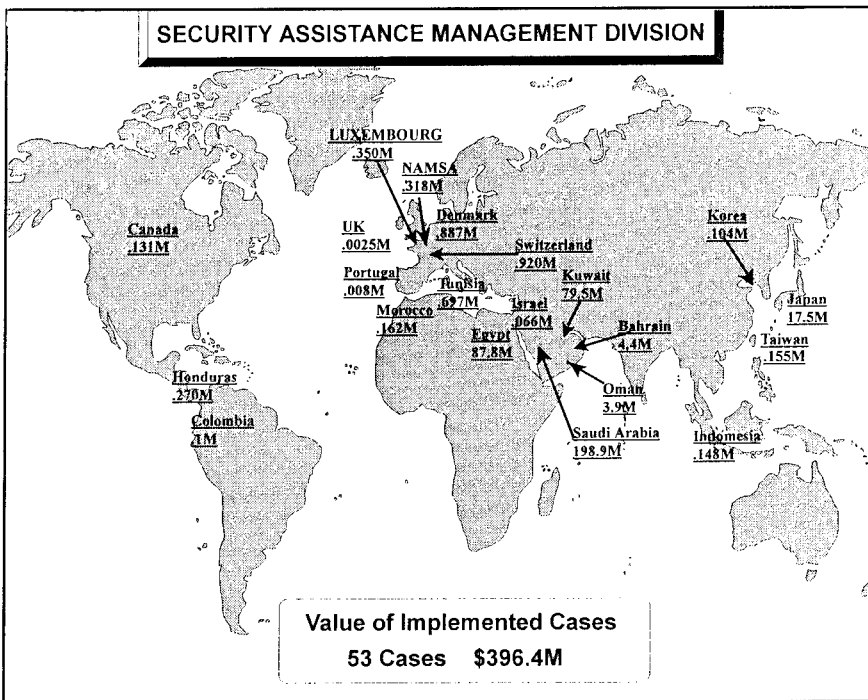 SECURITY ASSISTANCE MANAGEMENT DIVISION
LUXEMBOURG
.350M
NAMSA
.318M
Canada
.131M
UK
.0025M
Denmark
.887M
Korea
.104M
Switzerland
.920M
Portugal
.008M
Tunisia
.697M
Kuwait
79.5M
Morocco
.162M
Israel
.066M
Japan
17.5M
Egypt
87.8M
Bahrain
4.4M
Taiwan
.155M
Honduras
.270M
Oman
3.9M
Colombia
.1M
Saudi Arabia
198.9M
Indonesia
.148M
Value of Implemented Cases
53 Cases $396.4M